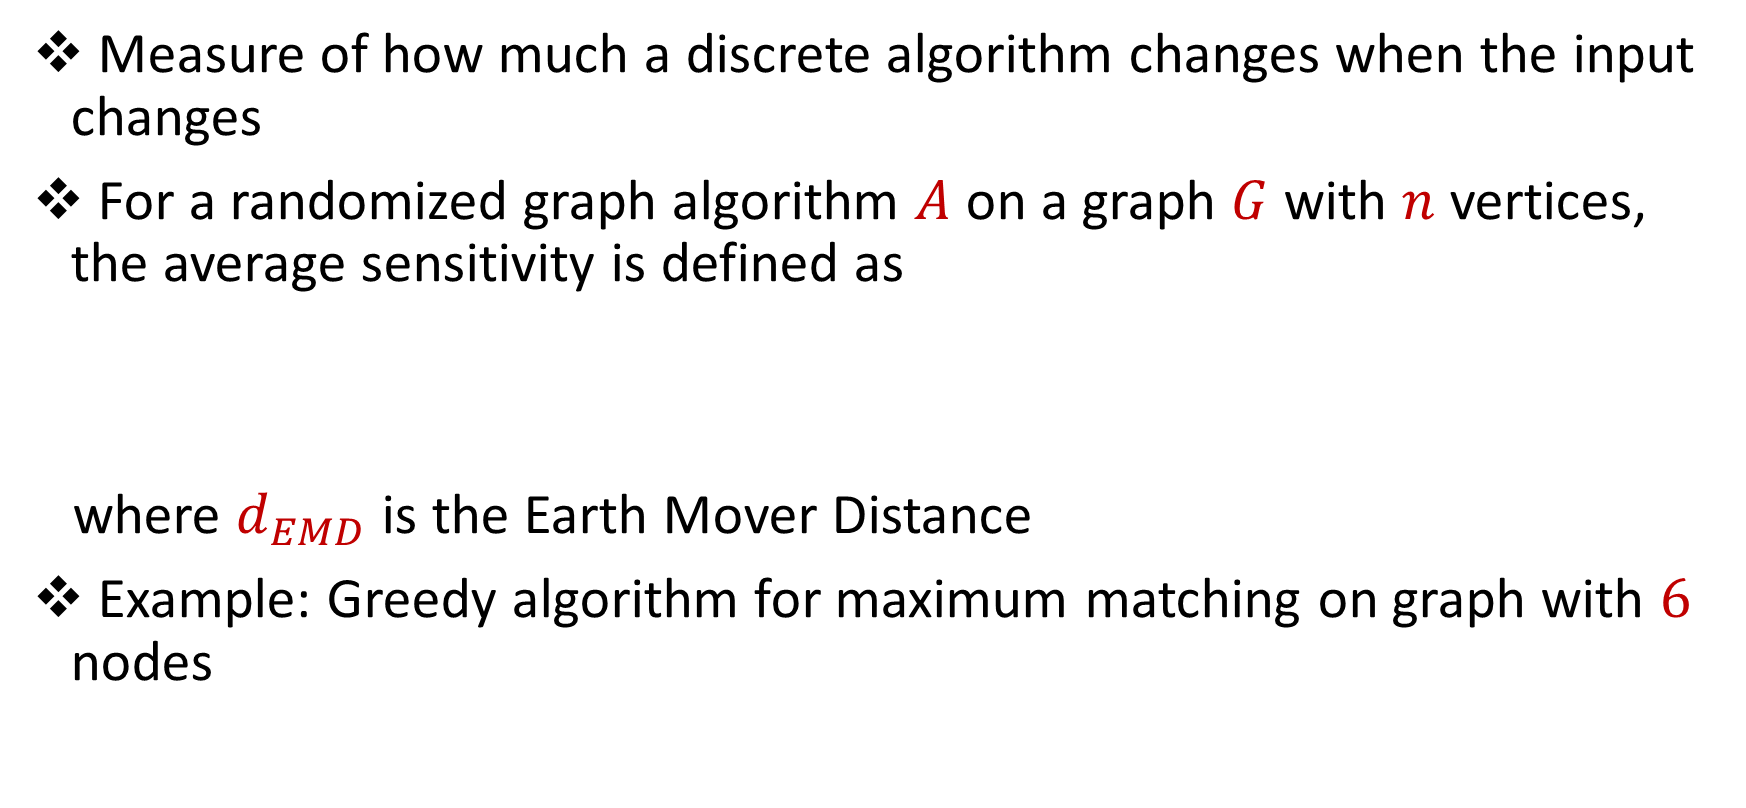 ❖ Measure of how much a discrete algorithm changes when the input
changes
❖ For a randomized graph algorithm A on a graph G with n vertices,
the average sensitivity is defined as
where d_EMD is the Earth Mover Distance
❖ Example: Greedy algorithm for maximum matching on graph with 6
nodes